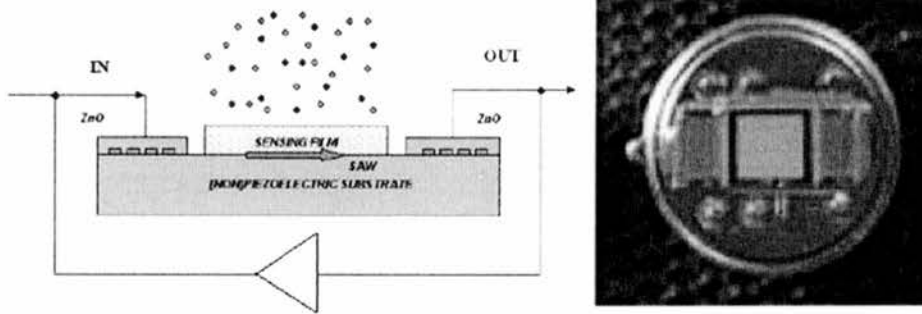 IN
OUT
ZnO
ZnO
SENSING FILM
SAW
[NON]PIEZOELECTRIC SUBSTRATE